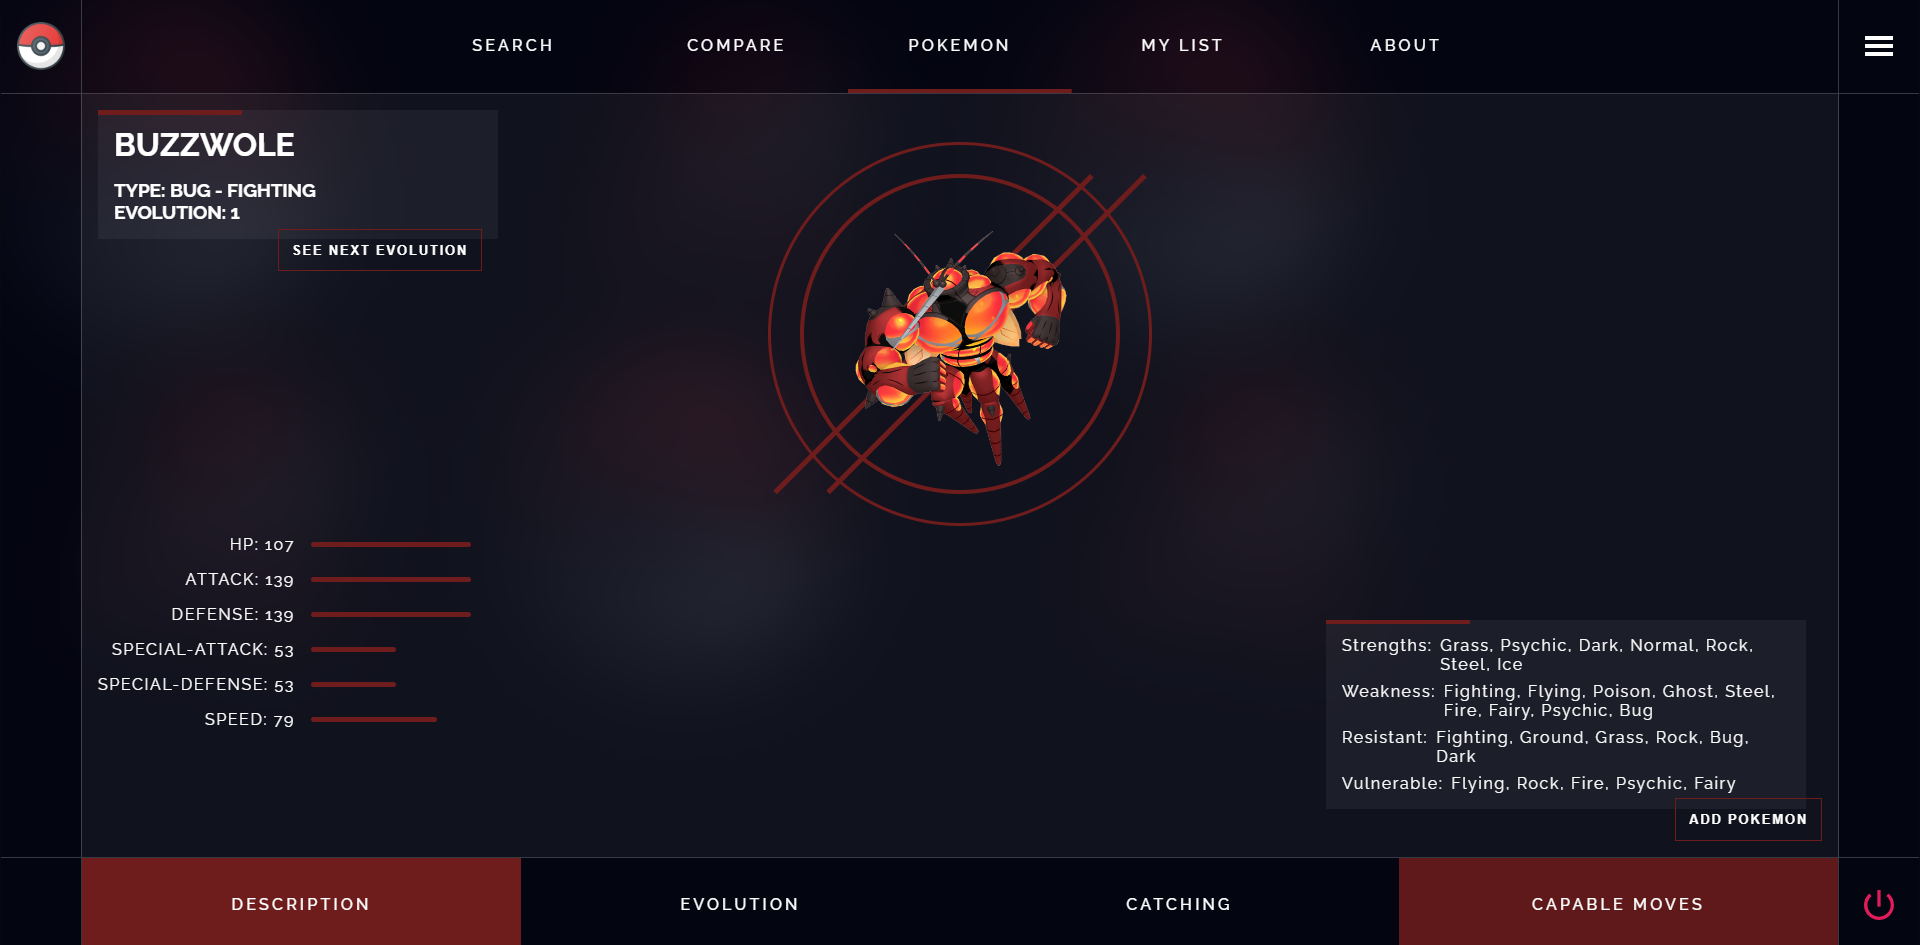 SEARCH
COMPARE
POKEMON
MY LIST
ABOUT
BUZZWOLE
TYPE: BUG - FIGHTING
EVOLUTION: 1
SEE NEXT EVOLUTION
HP: 107
ATTACK: 139
DEFENSE: 139
SPECIAL-ATTACK: 53
SPECIAL-DEFENSE: 53
SPEED: 79
Strengths: Grass, Psychic, Dark, Normal, Rock,
Steel, Ice
Weakness: Fighting, Flying, Poison, Ghost, Steel,
Fire, Fairy, Psychic, Bug
Resistant: Fighting, Ground, Grass, Rock, Bug,
Dark
Vulnerable: Flying, Rock, Fire, Psychic, Fairy
ADD POKEMON
DESCRIPTION
EVOLUTION
CATCHING
CAPABLE MOVES